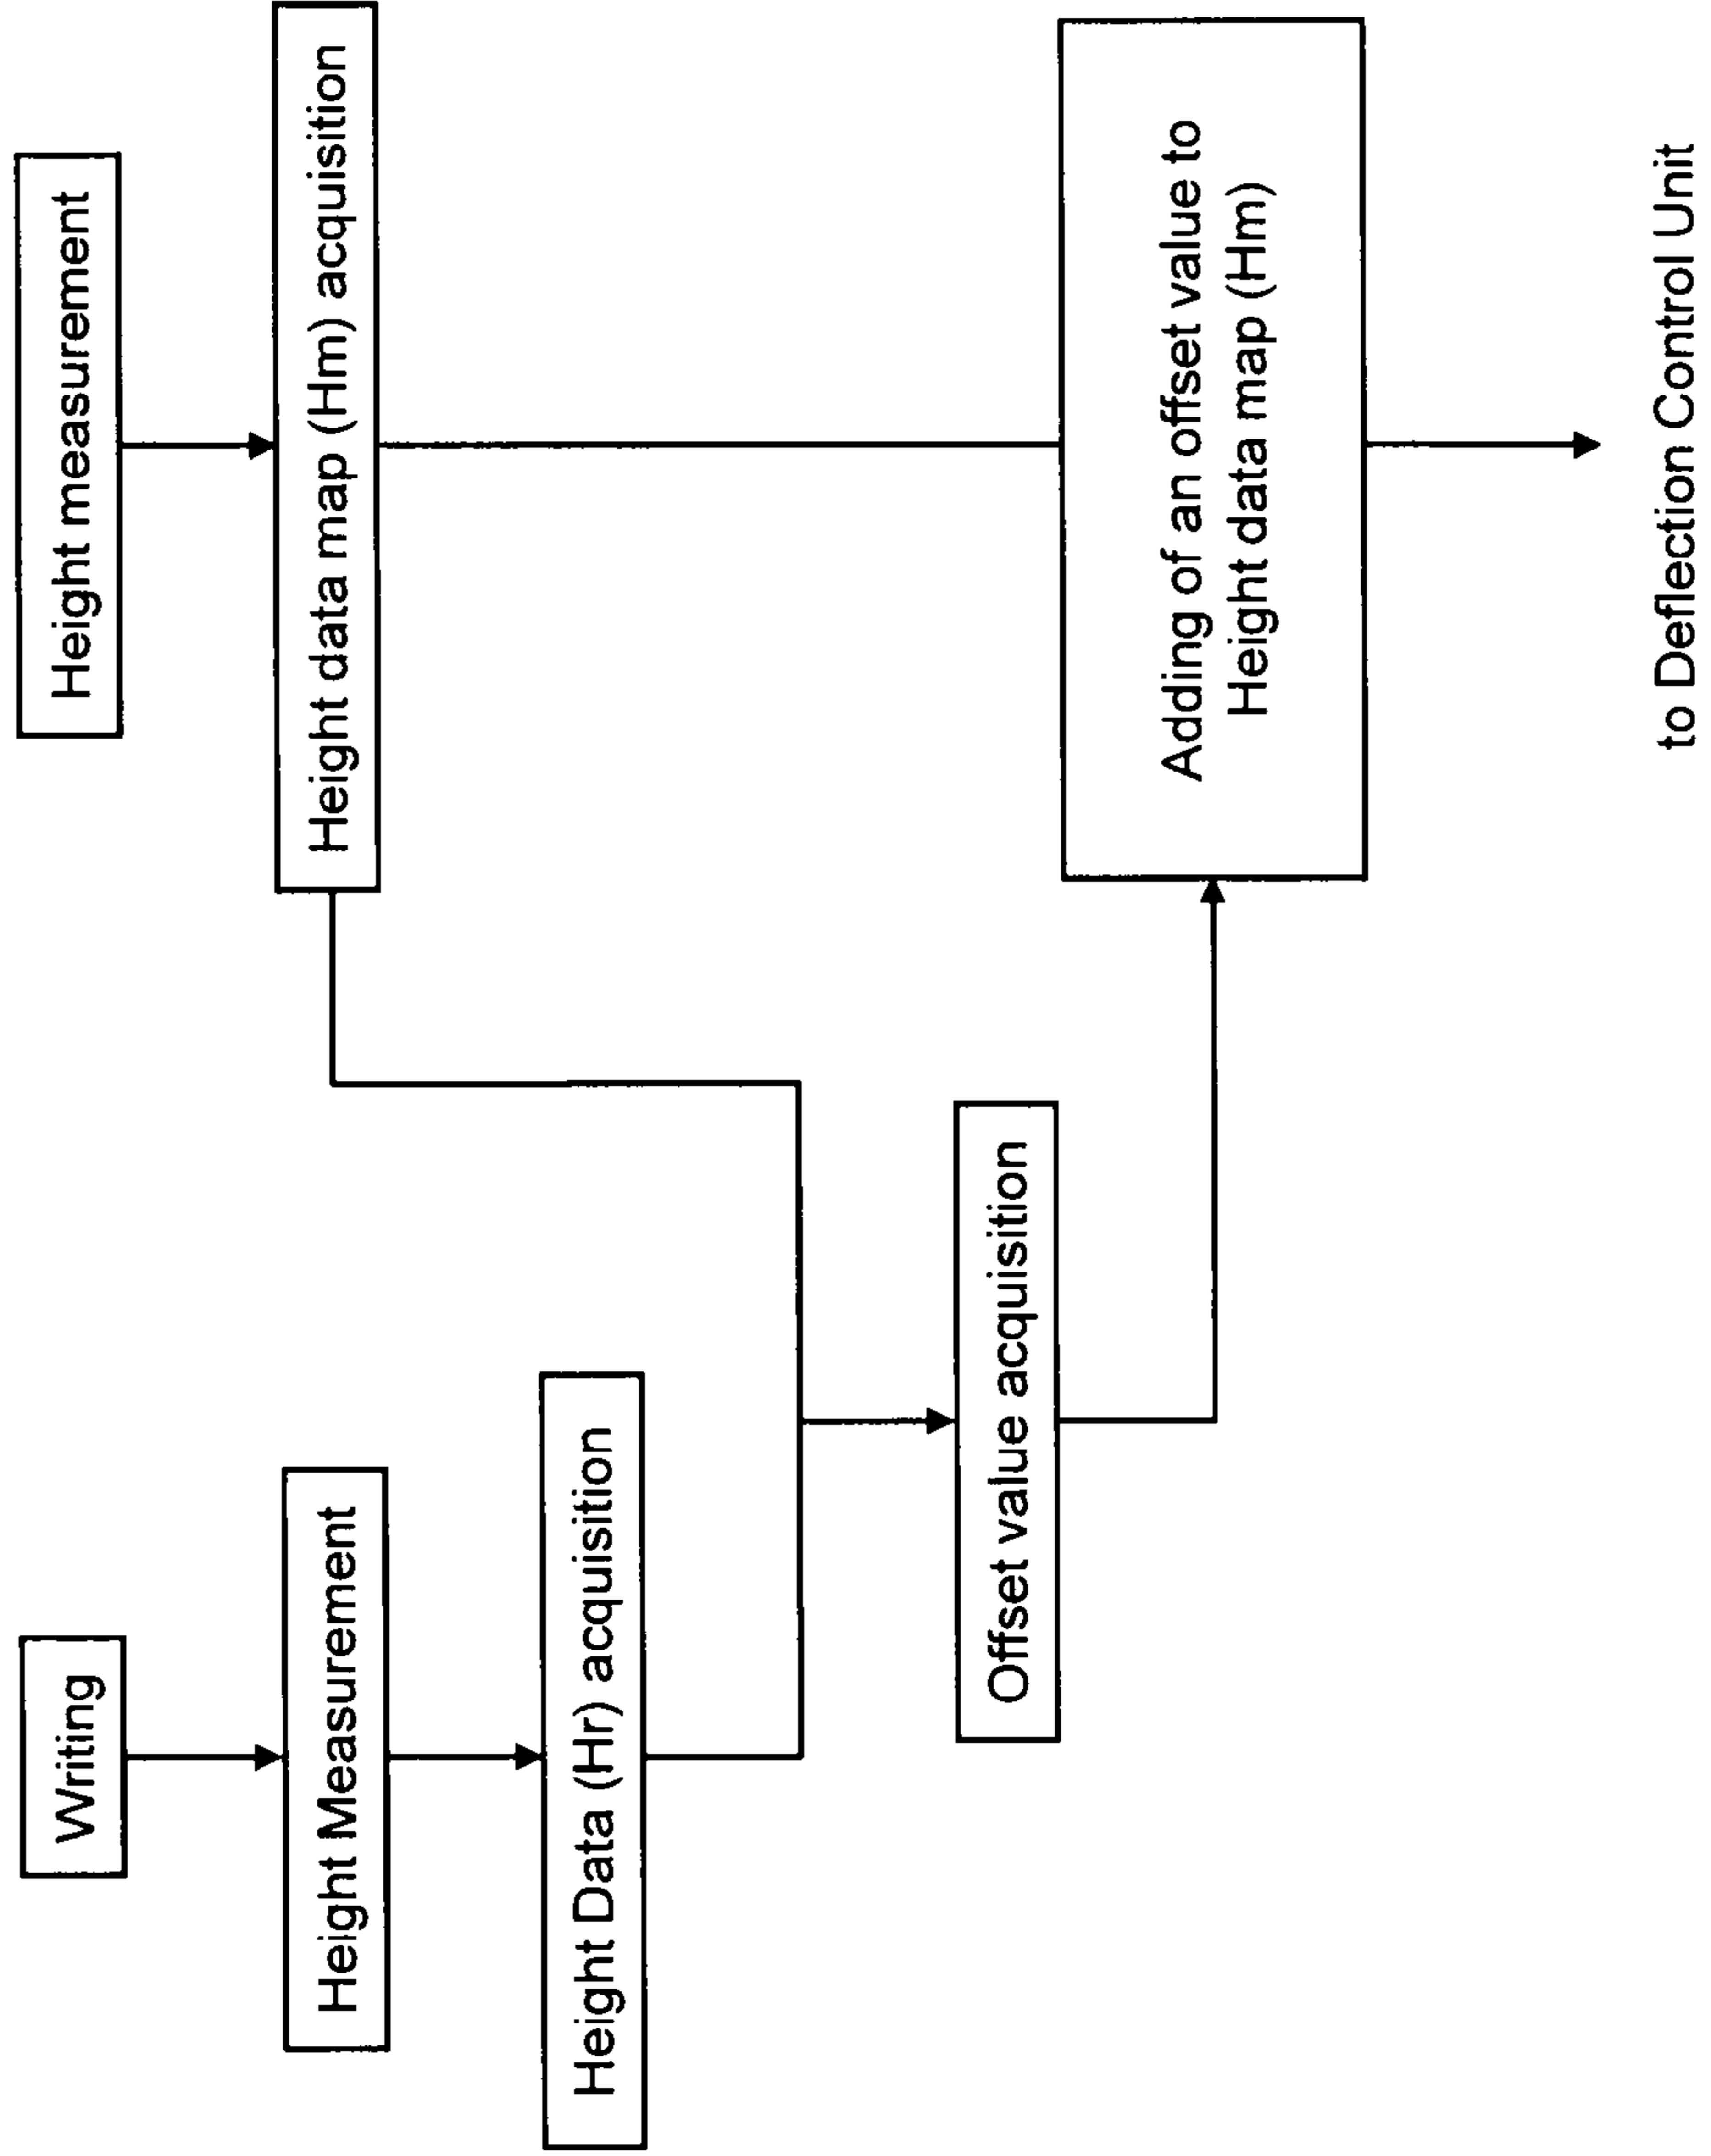 Writing
Height Measurement
Height Data (Hr) acquisition
Offset value acquisition
Height measurement
Height data map (Hm) acquisition
Adding of an offset value to
Height data map (Hm)
to Deflection Control Unit